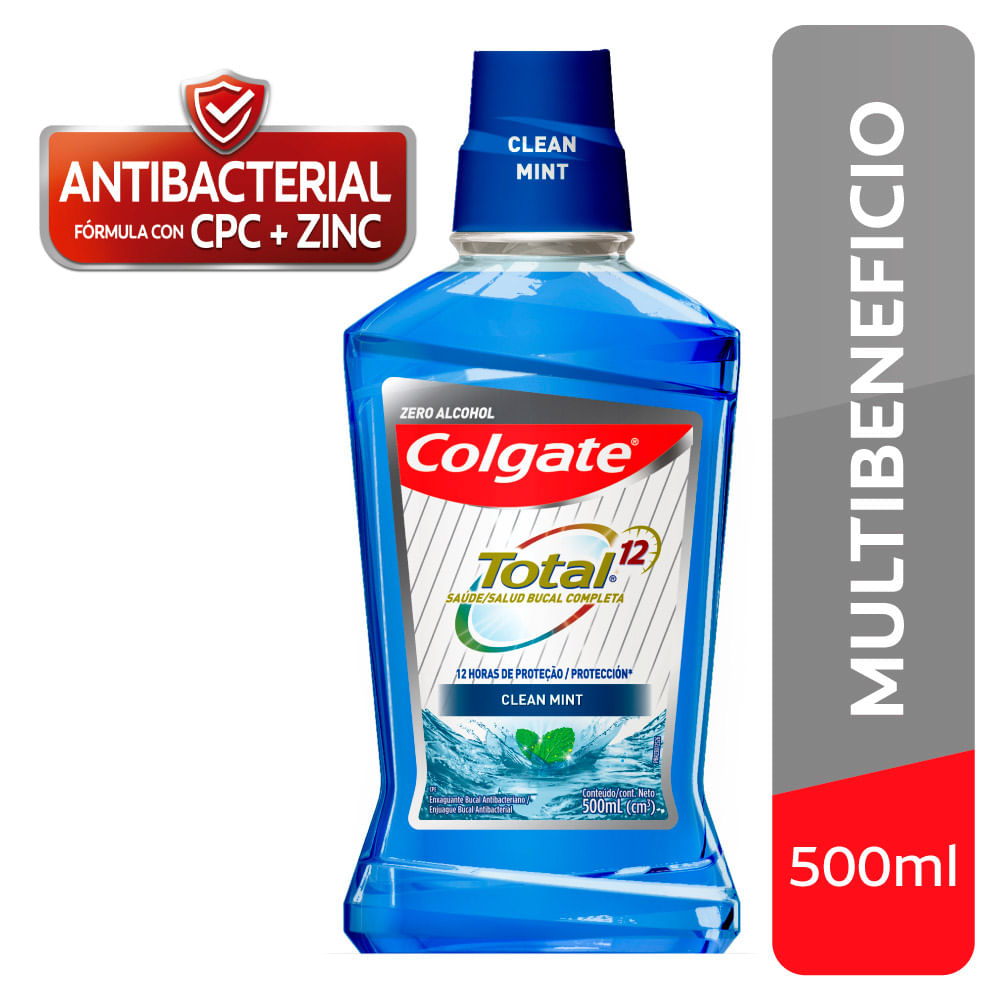 ANTIBACTERIAL
FÓRMULA CON CPC + ZINC
CLEAN
MINT
ZERO ALCOHOL
Colgate®
Total®12
SAÚDE/SALUD BUCAL COMPLETA
12 HORAS DE PROTEÇÃO / PROTECCIÓN*
CLEAN MINT
CPC
Enxaguante Bucal Antibacteriano /
Enjuague Bucal Antibacterial
Conteúdo/cont. Neto
500mL (cm³)
MULTIBENEFICIO
500ml